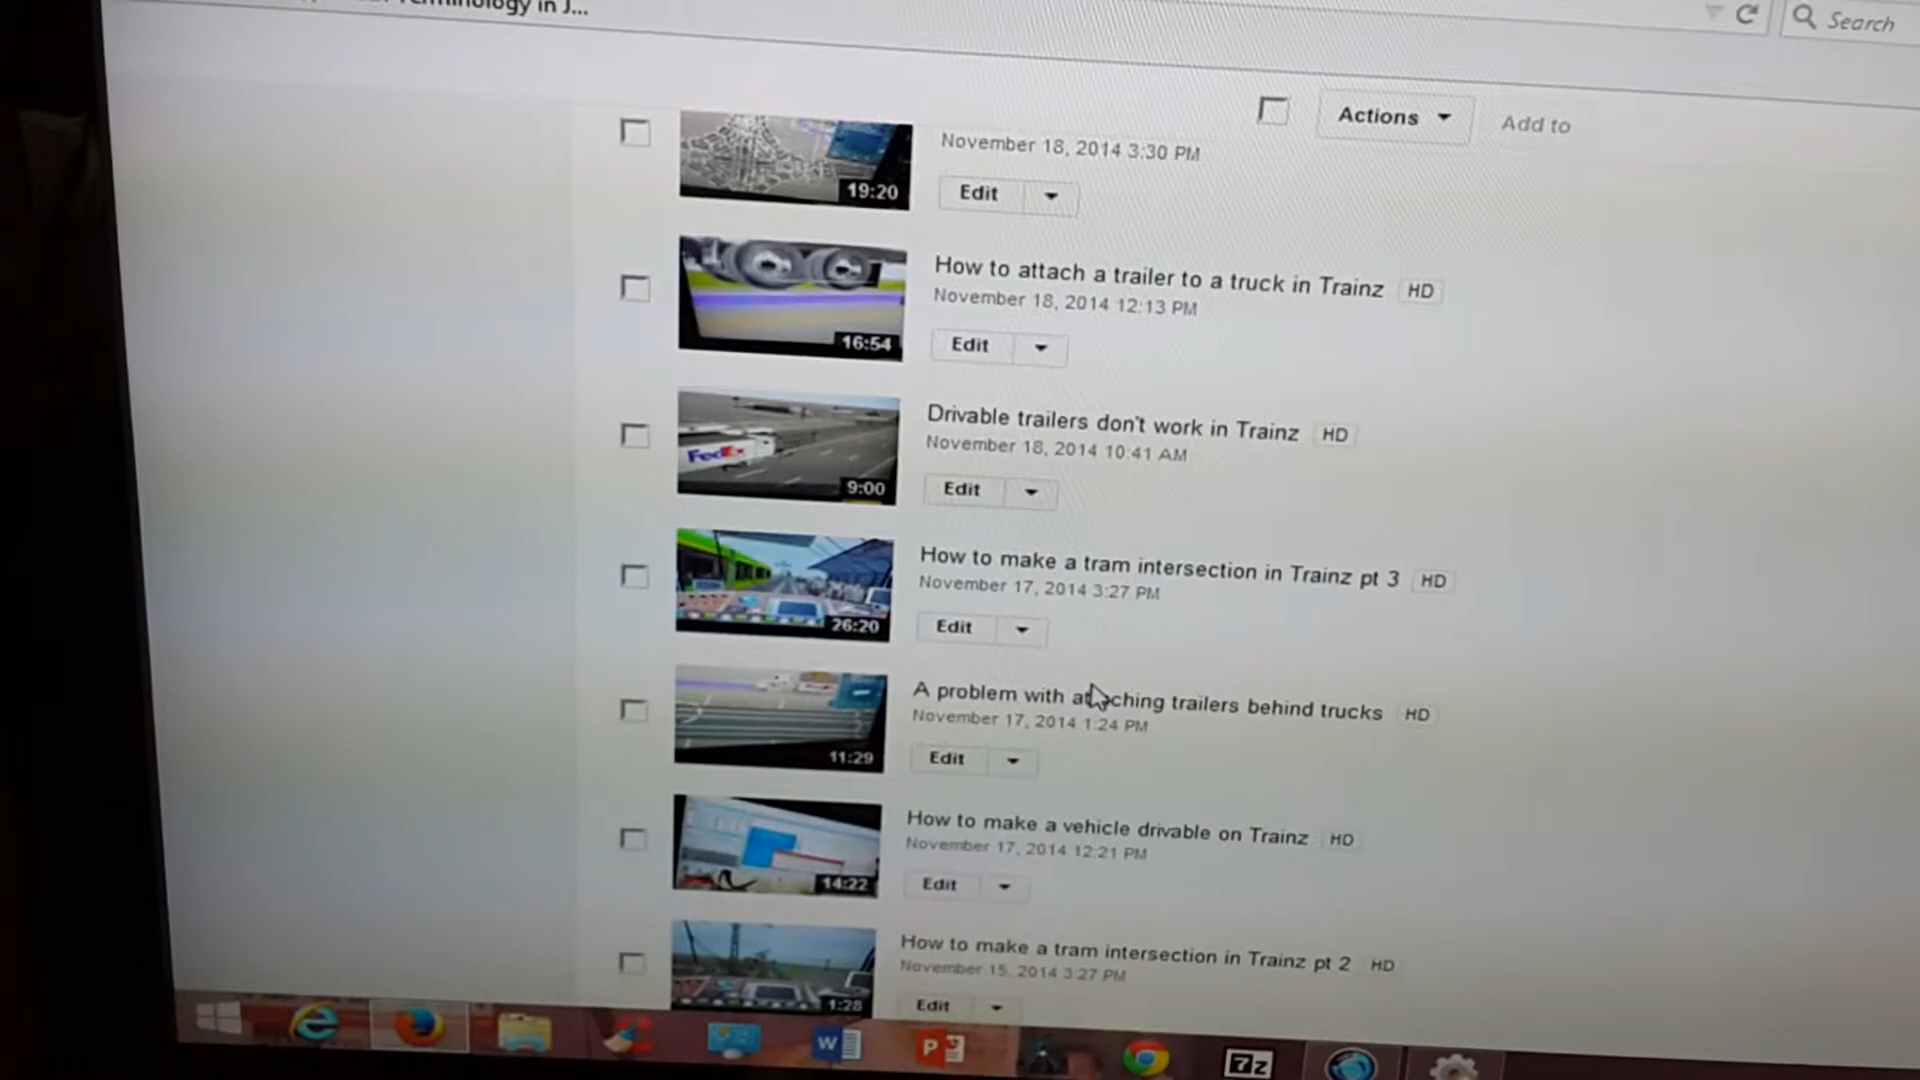 in J...
Search
Actions
Add to
November 18, 2014 3:30 PM
19:20
Edit
How to attach a trailer to a truck in Trainz HD
November 18, 2014 12:13 PM
16:54
Edit
Drivable trailers don't work in Trainz HD
November 18, 2014 10:41 AM
FedEx
9:00
Edit
How to make a tram intersection in Trainz pt 3 HD
November 17, 2014 3:27 PM
26:20
Edit
A problem with attaching trailers behind trucks HD
November 17, 2014 1:24 PM
11:29
Edit
How to make a vehicle drivable on Trainz HD
November 17, 2014 12:21 PM
14:22
Edit
How to make a tram intersection in Trainz pt 2 HD
November 15, 2014 3:27 PM
1:28
Edit
W
P
7z